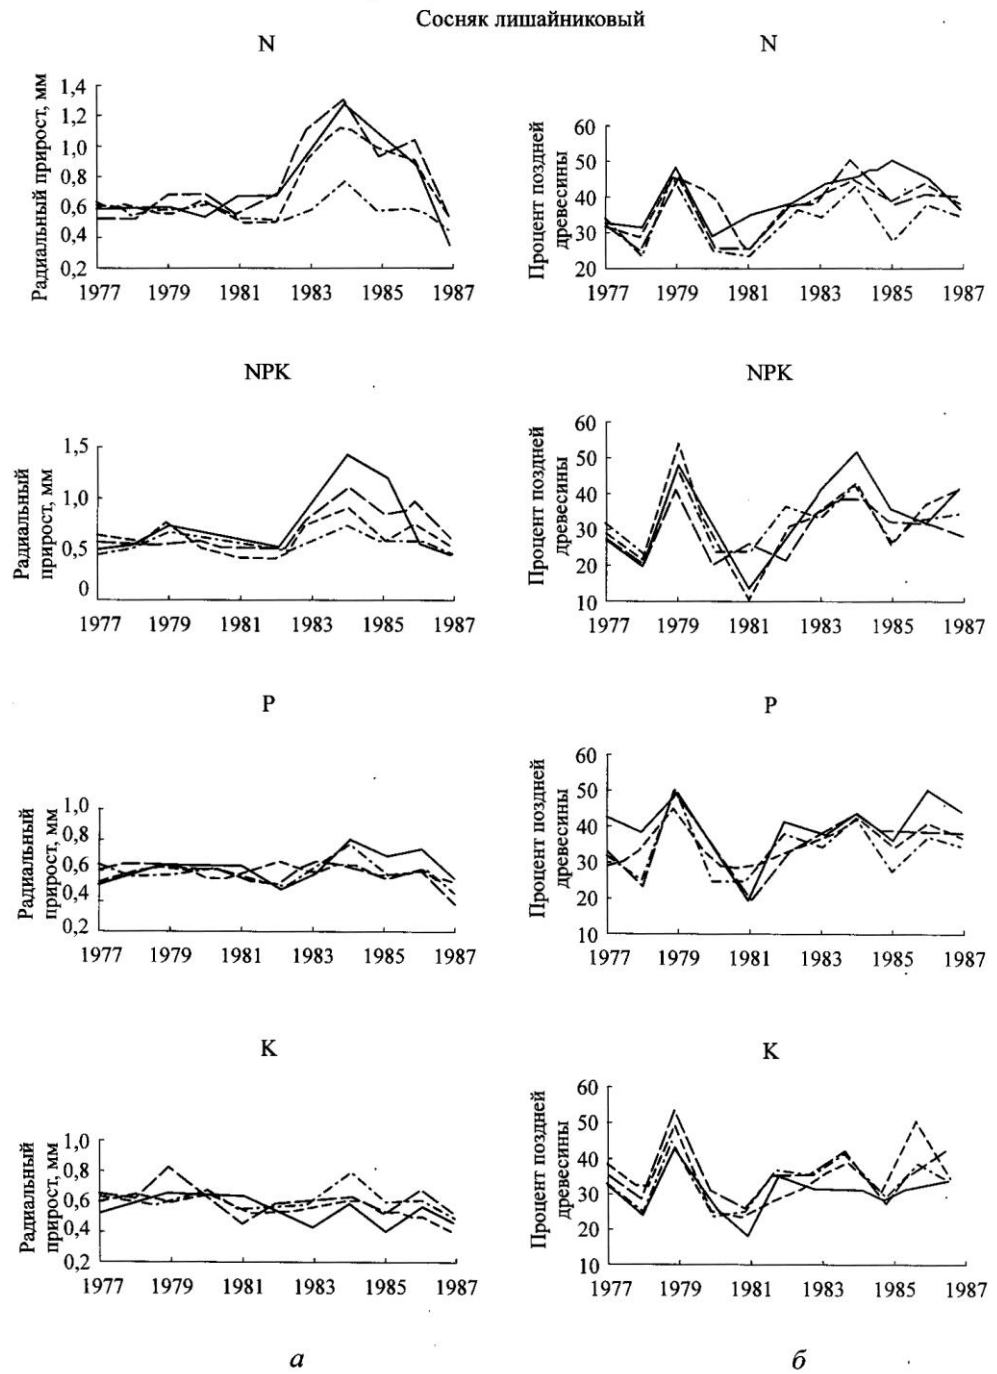 Сосняк лишайниковый
N
Радиальный прирост, мм
1,4
1,2
1,0
0,8
0,6
0,4
0,2
1977 1979 1981 1983 1985 1987
N
Процент поздней
древесины
60
50
40
30
20
1977 1979 1981 1983 1985 1987
NPK
Радиальный
прирост, мм
1,5
1,0
0,5
0
1977 1979 1981 1983 1985 1987
NPK
Процент поздней
древесины
60
50
40
30
20
10
1977 1979 1981 1983 1985 1987
P
Радиальный
прирост, мм
1,0
0,8
0,6
0,4
0,2
1977 1979 1981 1983 1985 1987
P
Процент поздней
древесины
60
50
40
30
20
10
1977 1979 1981 1983 1985 1987
K
Радиальный
прирост, мм
1,0
0,8
0,6
0,4
0,2
1977 1979 1981 1983 1985 1987
K
Процент поздней
древесины
60
50
40
30
20
10
1977 1979 1981 1983 1985 1987
а
б